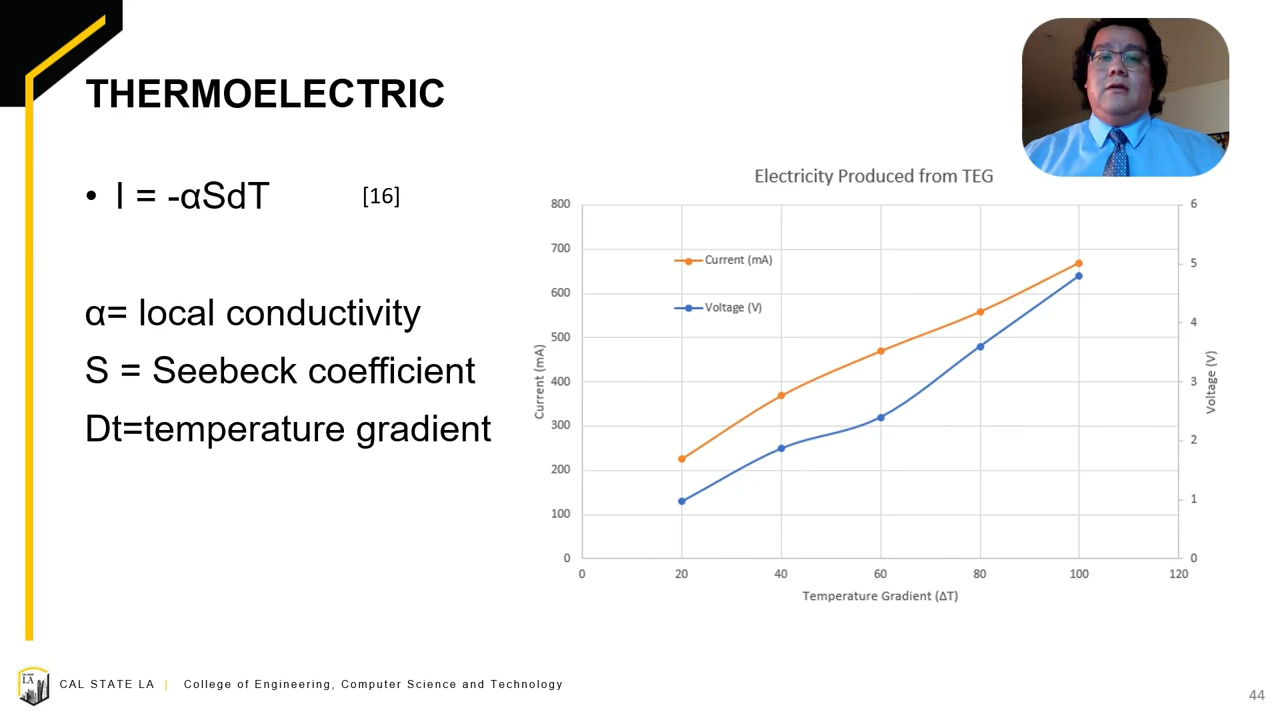 THERMOELECTRIC
• I = -αSdT [16]
α= local conductivity
S = Seebeck coefficient
Dt=temperature gradient
Electricity Produced from TEG
800
700
600
500
400
300
200
100
0
Current (mA)
Current (mA)
Voltage (V)
6
5
4
3
2
1
0
Voltage (V)
0 20 40 60 80 100 120
Temperature Gradient (ΔT)
LA
CAL STATE LA | College of Engineering, Computer Science and Technology
44